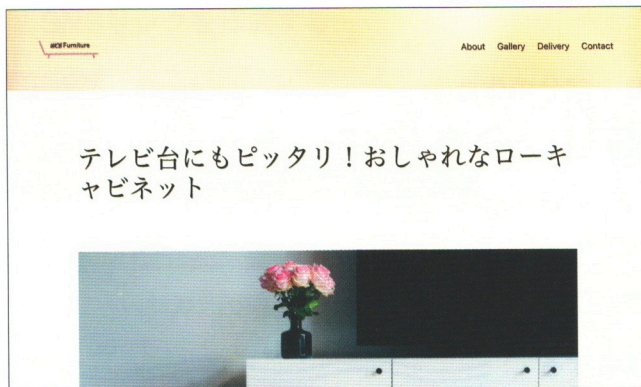 Furniture
About Gallery Delivery Contact
テレビ台にもピッタリ！おしゃれなローキ
ャビネット